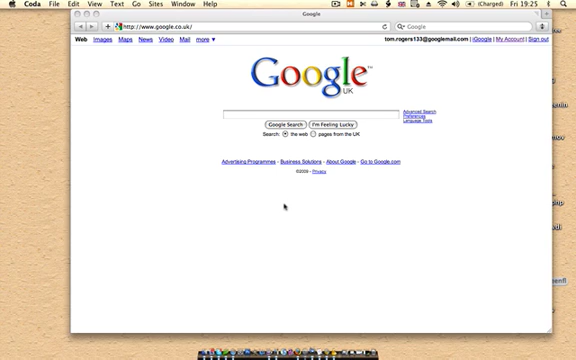 Coda File Edit View Text Go Sites Window Help (Charged) Fri 19:25
Google
http://www.google.co.uk/ Google
Web Images Maps News Video Mail more ▼ tom.rogers133@googlemail.com | iGoogle | My Account | Sign out
Google™
UK
Advanced Search
Preferences
Language Tools
Google Search I'm Feeling Lucky
Search: the web pages from the UK
Advertising Programmes - Business Solutions - About Google - Go to Google.com
©2009 - Privacy